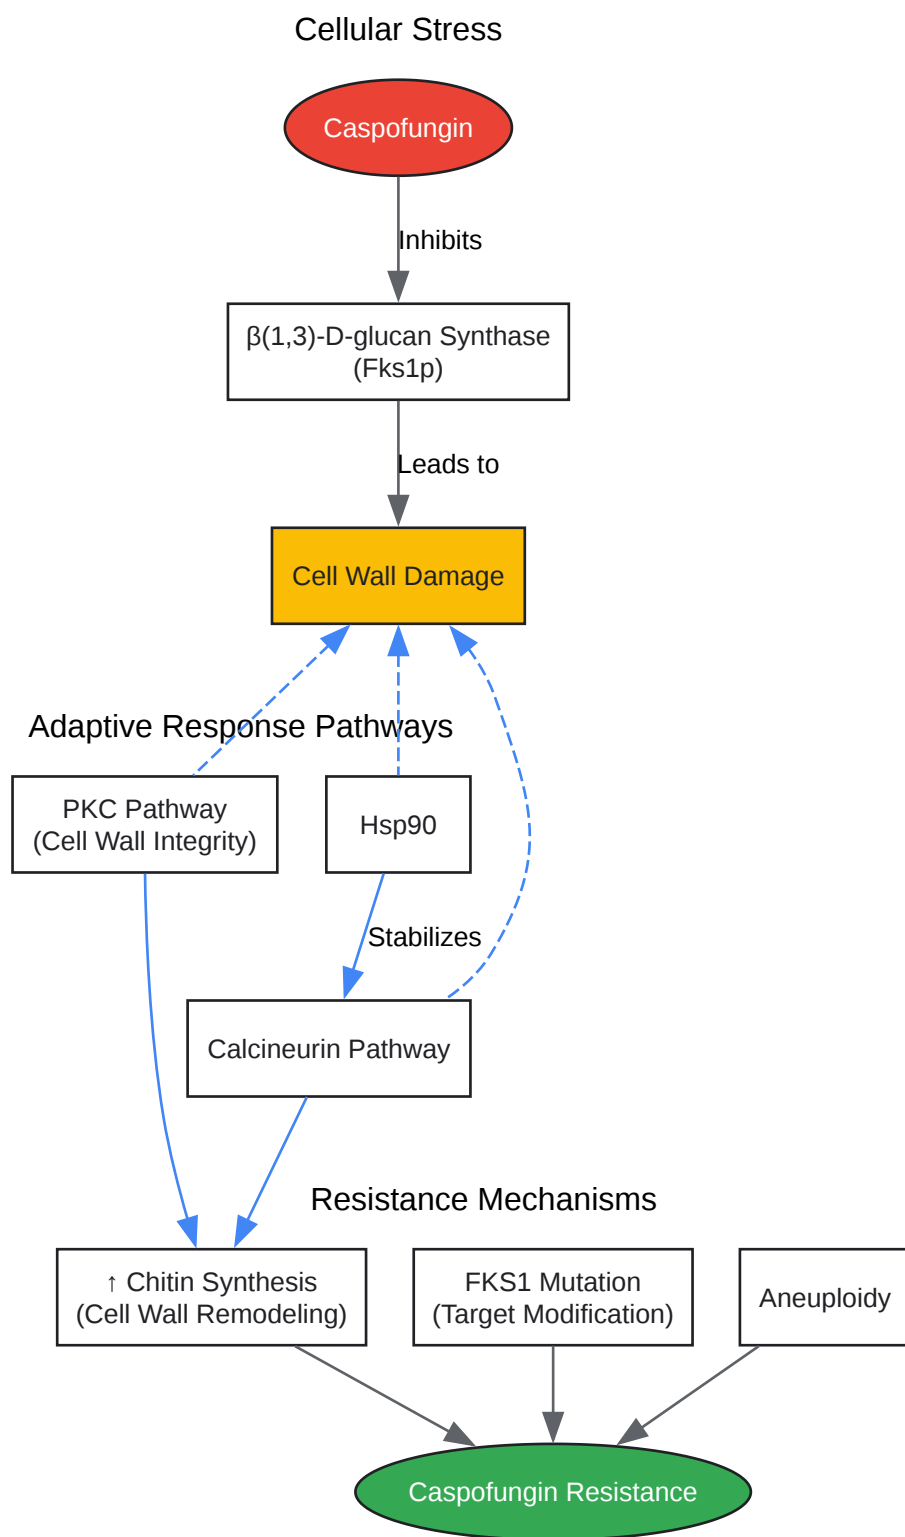 Cellular Stress
Caspofungin
Inhibits
β(1,3)-D-glucan Synthase
(Fks1p)
Leads to
Cell Wall Damage
Adaptive Response Pathways
PKC Pathway
(Cell Wall Integrity)
Hsp90
Stabilizes
Calcineurin Pathway
Resistance Mechanisms
↑ Chitin Synthesis
(Cell Wall Remodeling)
FKS1 Mutation
(Target Modification)
Aneuploidy
Caspofungin Resistance